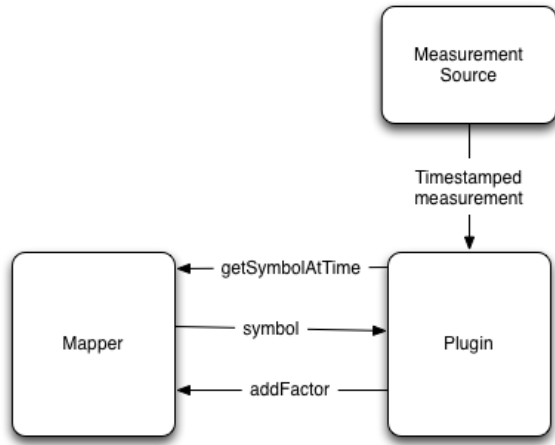 Measurement
Source
Timestamped
measurement
getSymbolAtTime
Mapper
symbol
Plugin
addFactor